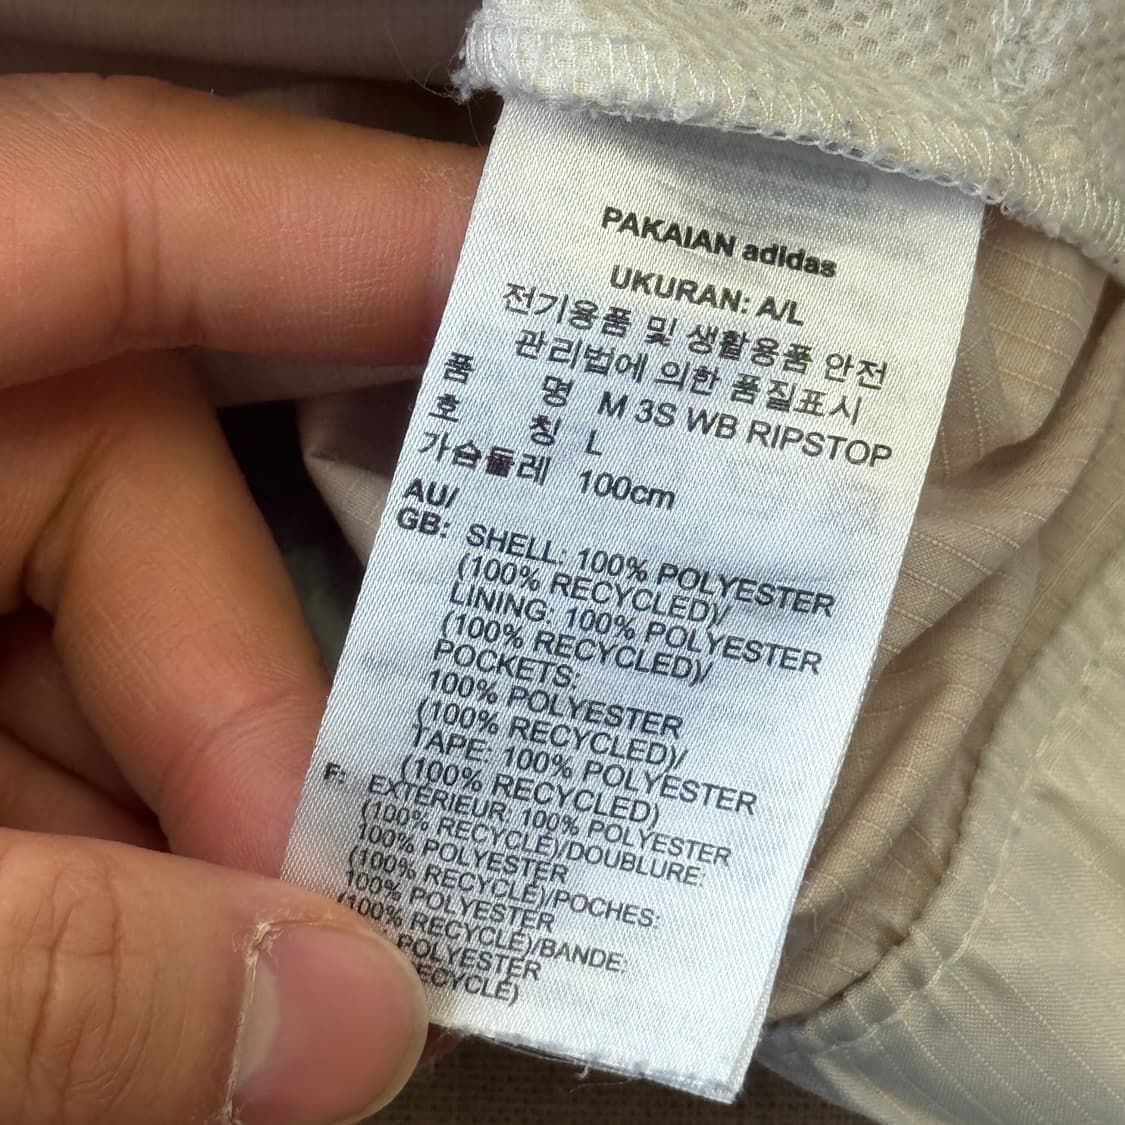 PAKAIAN adidas
UKURAN: A/L
전기용품 및 생활용품 안전
관리법에 의한 품질표시
품 명 M 3S WB RIPSTOP
호 칭 L
가슴둘레 100cm
AU/
GB: SHELL: 100% POLYESTER
(100% RECYCLED)/
LINING: 100% POLYESTER
(100% RECYCLED)/
POCKETS:
100% POLYESTER
(100% RECYCLED)/
TAPE: 100% POLYESTER
(100% RECYCLED)
F: EXTÉRIEUR: 100% POLYESTER
(100% RECYCLÉ)/DOUBLURE:
100% POLYESTER
(100% RECYCLÉ)/POCHES:
100% POLYESTER
(100% RECYCLÉ)/BANDE:
POLYESTER